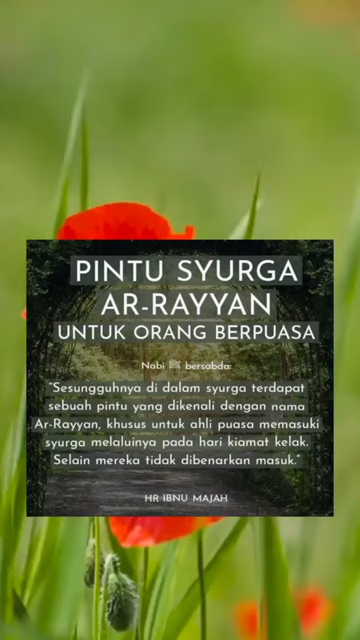 PINTU SYURGA
AR-RAYYAN
UNTUK ORANG BERPUASA
Nabi ﷺ bersabda:
"Sesungguhnya di dalam syurga terdapat
sebuah pintu yang dikenali dengan nama
Ar-Rayyan, khusus untuk ahli puasa memasuki
syurga melaluinya pada hari kiamat kelak.
Selain mereka tidak dibenarkan masuk."
HR IBNU MAJAH